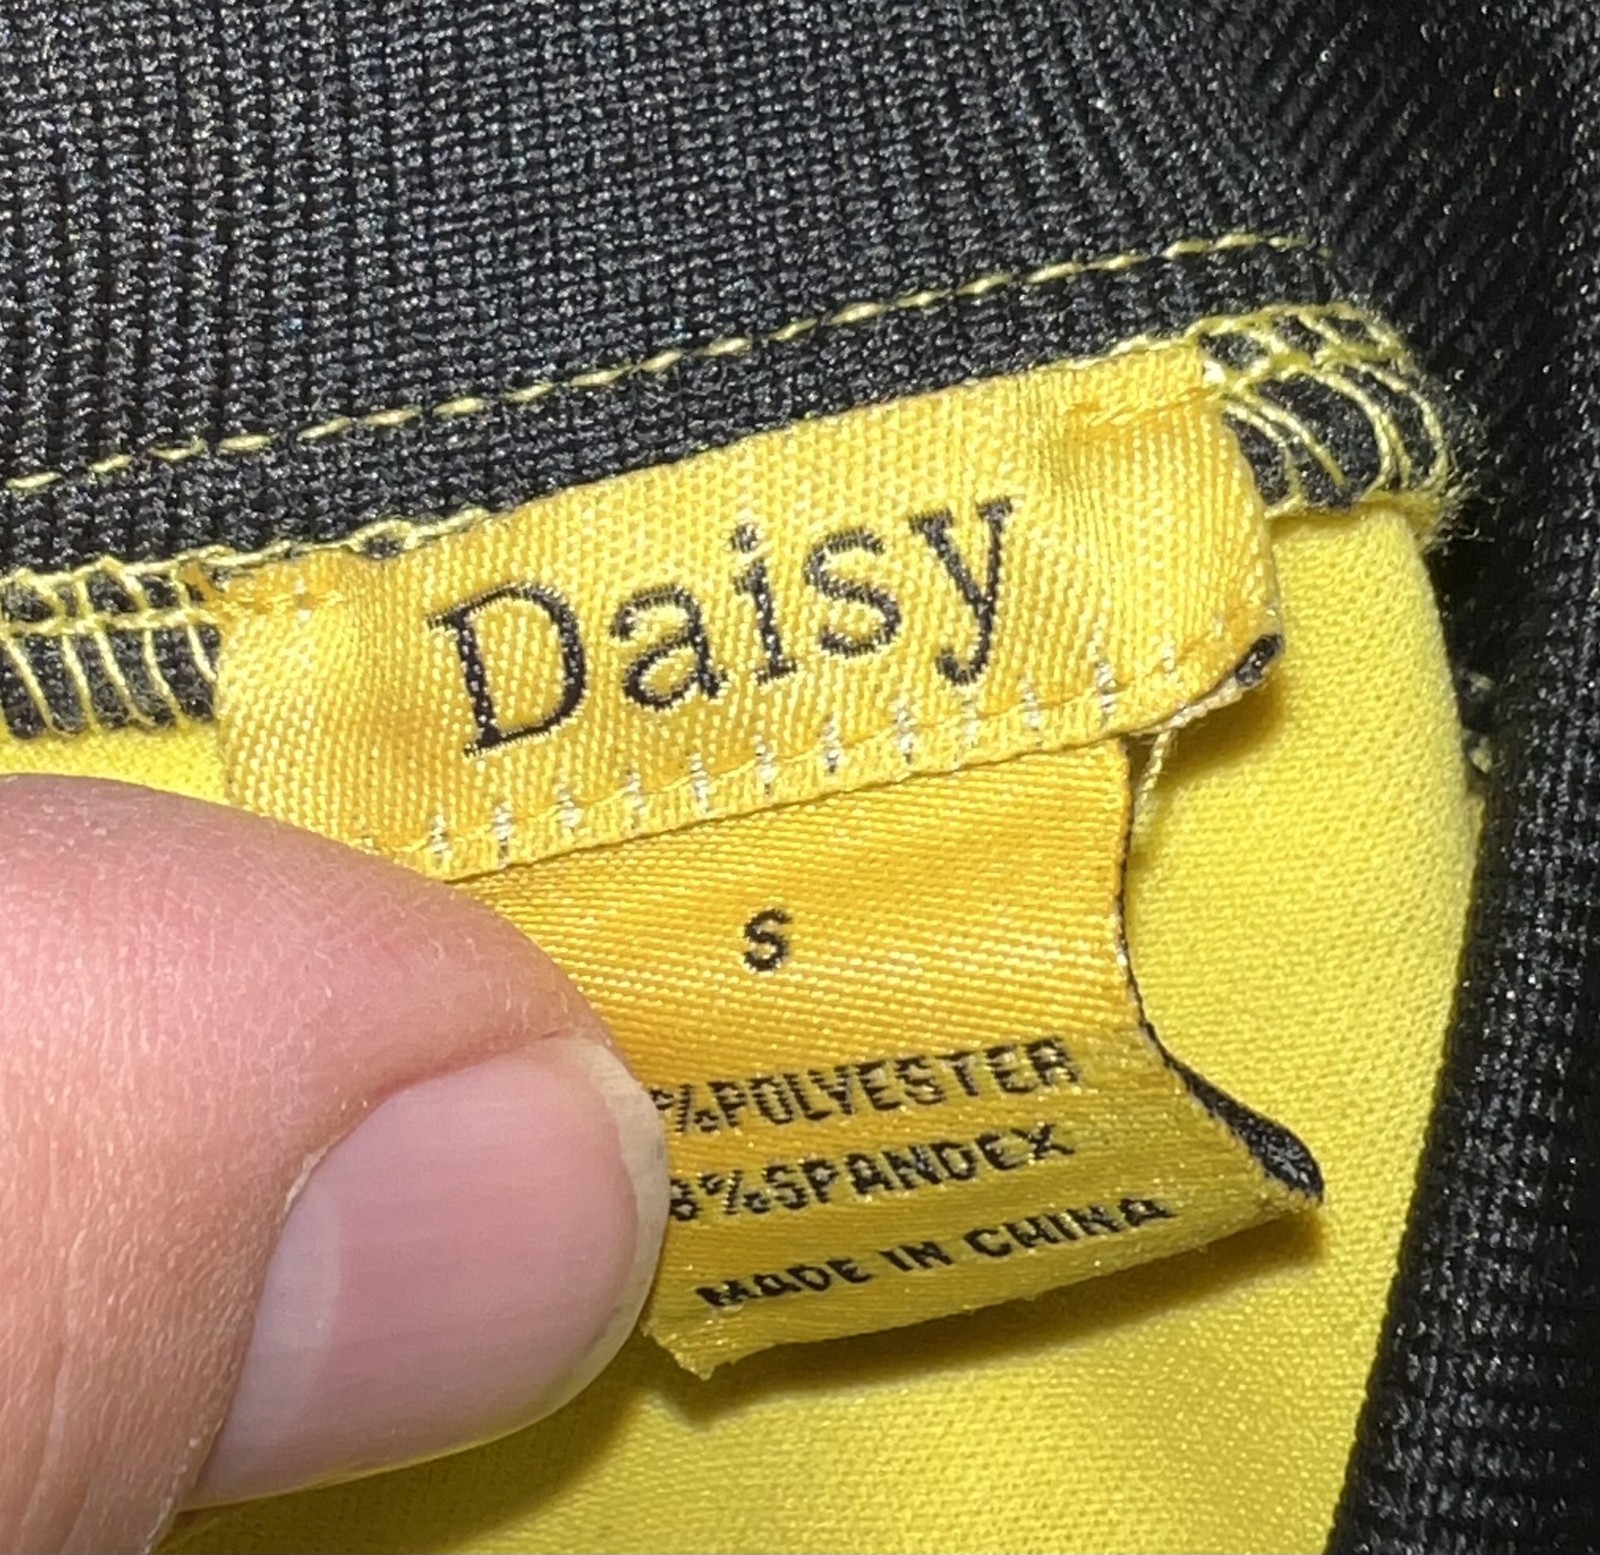 Daisy
S
%POLYESTER
8%SPANDEX
MADE IN CHINA